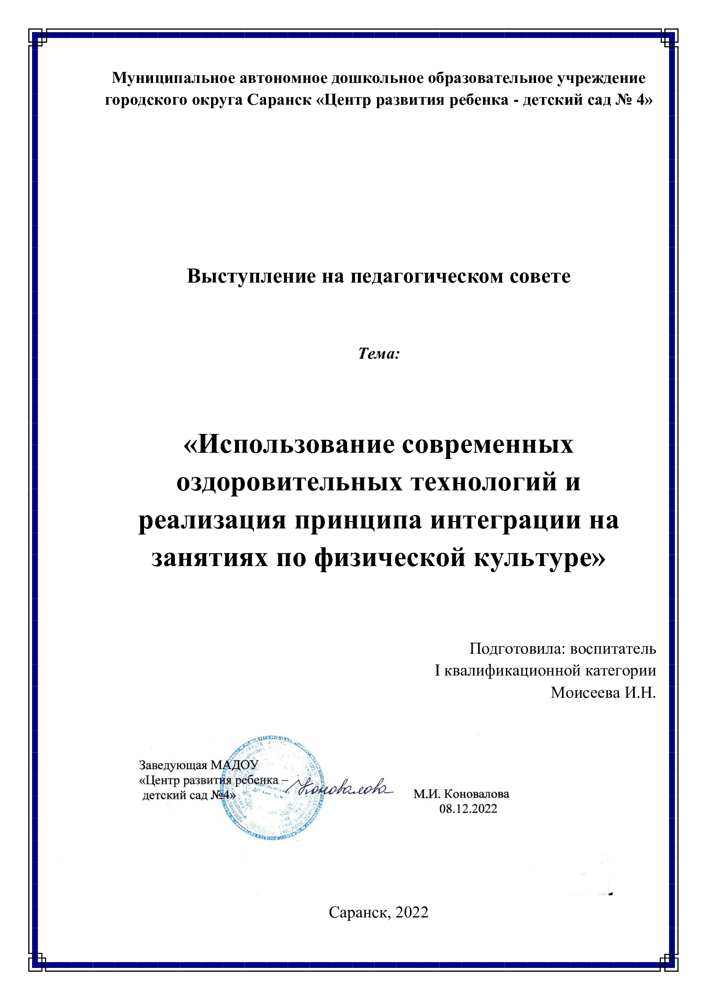 Муниципальное автономное дошкольное образовательное учреждение
городского округа Саранск «Центр развития ребенка - детский сад № 4»
Выступление на педагогическом совете
Тема:
«Использование современных
оздоровительных технологий и
реализация принципа интеграции на
занятиях по физической культуре»
Подготовила: воспитатель
I квалификационной категории
Моисеева И.Н.
Заведующая МАДОУ
«Центр развития ребенка –
детский сад №4»
Коновалова
М.И. Коновалова
08.12.2022
Саранск, 2022